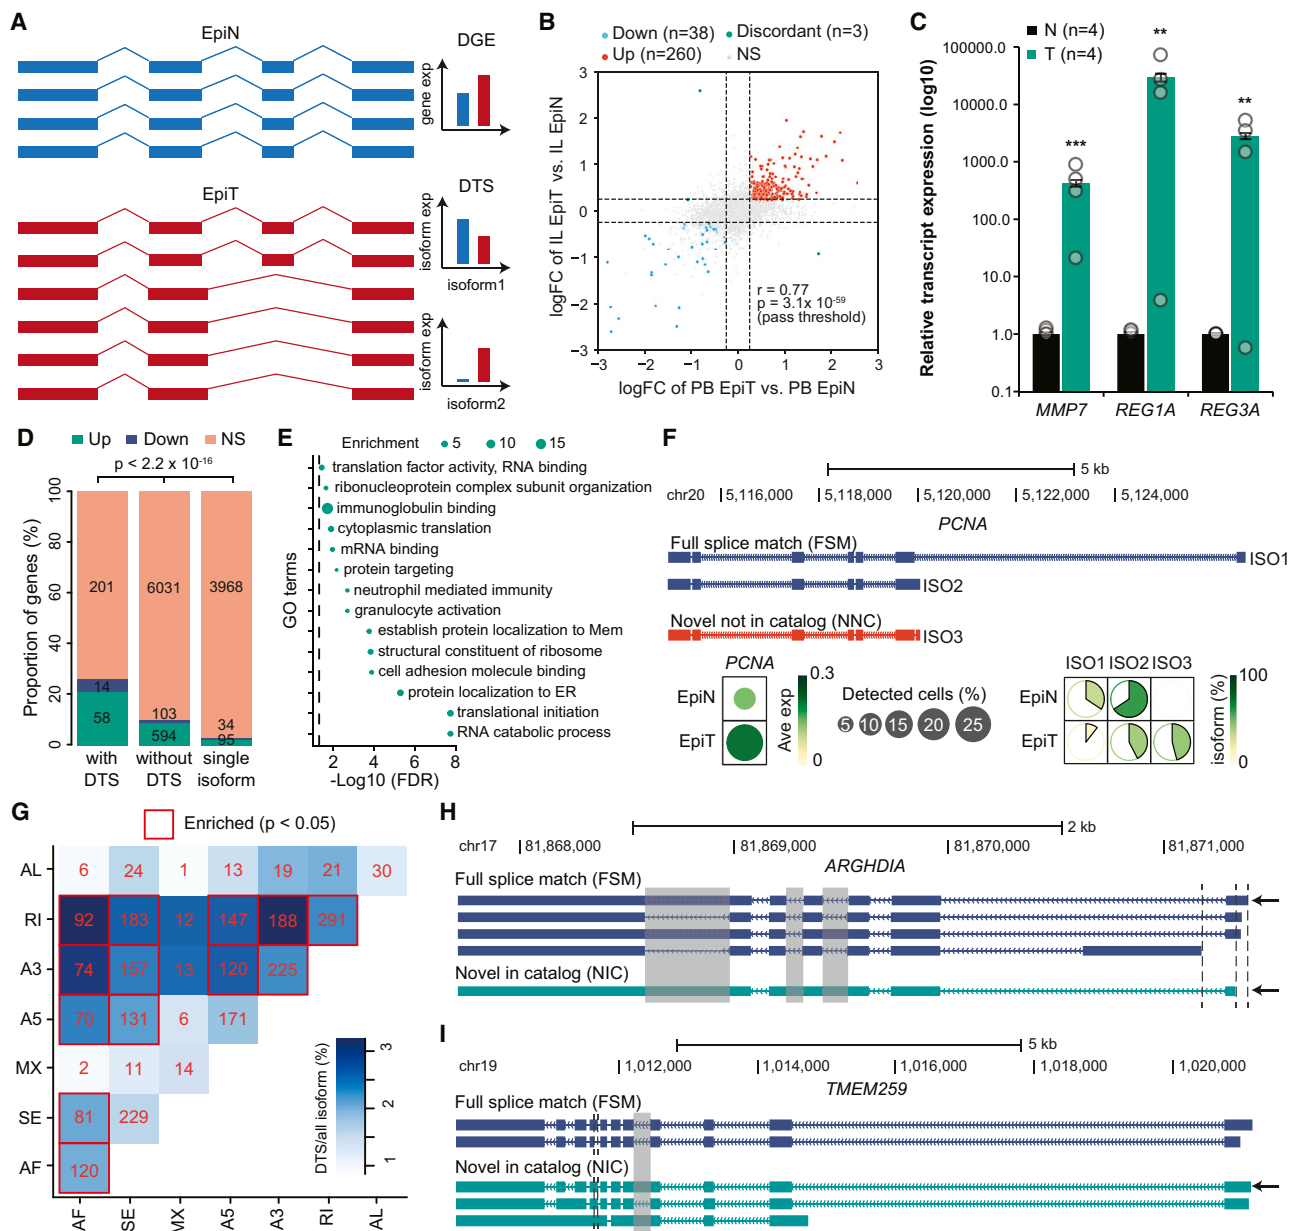 A
EpiN
DGE
gene exp
EpiT
DTS
isoform exp
isoform1
isoform exp
isoform2
B
Down (n=38)
Discordant (n=3)
Up (n=260)
NS
logFC of IL EpiT vs. IL EpiN
3
2
1
0
−1
−2
−3
r = 0.77
p = 3.1x 10-59
(pass threshold)
−3 −2 −1 0 1 2 3
logFC of PB EpiT vs. PB EpiN
C
N (n=4)
T (n=4)
Relative transcript expression (log10)
100000.0
10000.0
1000.0
100.0
10.0
1.0
0.1
***
**
**
MMP7 REG1A REG3A
D
Up Down NS
p < 2.2 x 10-16
Proportion of genes (%)
100
80
60
40
20
0
201 6031 3968
14 103 34
58 594 95
with DTS
without DTS
single isoform
E
Enrichment 5 10 15
GO terms
translation factor activity, RNA binding
ribonucleoprotein complex subunit organization
immunoglobulin binding
cytoplasmic translation
mRNA binding
protein targeting
neutrophil mediated immunity
granulocyte activation
establish protein localization to Mem
structural constituent of ribosome
cell adhesion molecule binding
protein localization to ER
translational initiation
RNA catabolic process
2 4 6 8
-Log10 (FDR)
F
5 kb
chr20 5,116,000 5,118,000 5,120,000 5,122,000 5,124,000
PCNA
Full splice match (FSM)
ISO1
ISO2
Novel not in catalog (NNC)
ISO3
PCNA
EpiN
EpiT
0.3
Ave exp
0
Detected cells (%)
5 10 15 20 25
ISO1 ISO2 ISO3
EpiN
EpiT
100
isoform (%)
0
G
Enriched (p < 0.05)
AL 6 24 1 13 19 21 30
RI 92 183 12 147 188 291
A3 74 157 13 120 225
A5 70 131 6 171
MX 2 11 14
SE 81 229
AF 120
AF SE MX A5 A3 RI AL
DTS/all isoform (%)
3
2
1
H
2 kb
chr17 81,868,000 81,869,000 81,870,000 81,871,000
ARGHDIA
Full splice match (FSM)
Novel in catalog (NIC)
I
5 kb
chr19 1,012,000 1,014,000 1,016,000 1,018,000 1,020,000
TMEM259
Full splice match (FSM)
Novel in catalog (NIC)